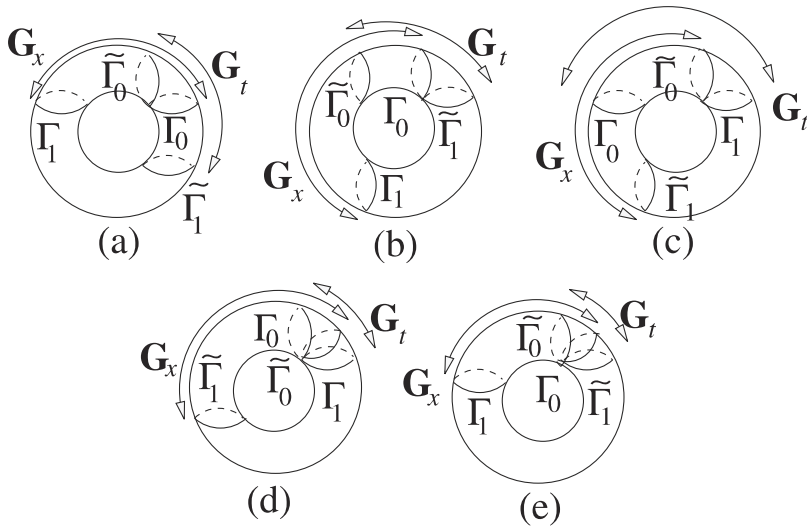 G_x Γ̃_0 G_t
Γ_1 Γ_0
Γ̃_1
(a)
G_t
Γ̃_0 Γ_0 Γ̃_1
G_x Γ_1
(b)
Γ̃_0 G_t
Γ_0 Γ_1
G_x Γ̃_1
(c)
Γ_0 G_t
G_x Γ̃_1 Γ̃_0 Γ_1
(d)
Γ̃_0 G_t
G_x Γ_1 Γ_0 Γ̃_1
(e)